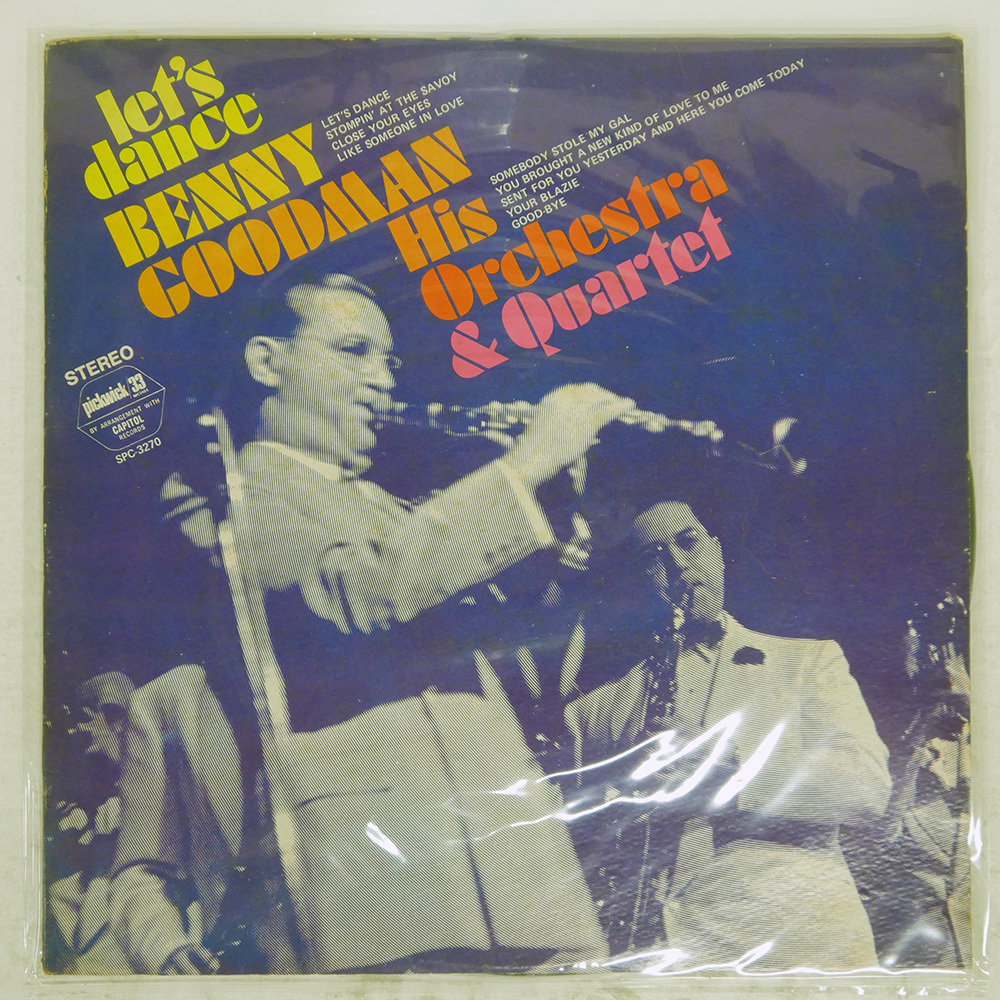 let's
dance
BENNY
GOODMAN
His
Orchestra
& Quartet
LET'S DANCE
STOMPIN' AT THE SAVOY
CLOSE YOUR EYES
LIKE SOMEONE IN LOVE
SOMEBODY STOLE MY GAL
YOU BROUGHT A NEW KIND OF LOVE TO ME
SENT FOR YOU YESTERDAY AND HERE YOU COME TODAY
YOUR BLAZIE
GOOD-BYE
STEREO
pickwick/33
BY ARRANGEMENT WITH
CAPITOL
RECORDS
SPC-3270